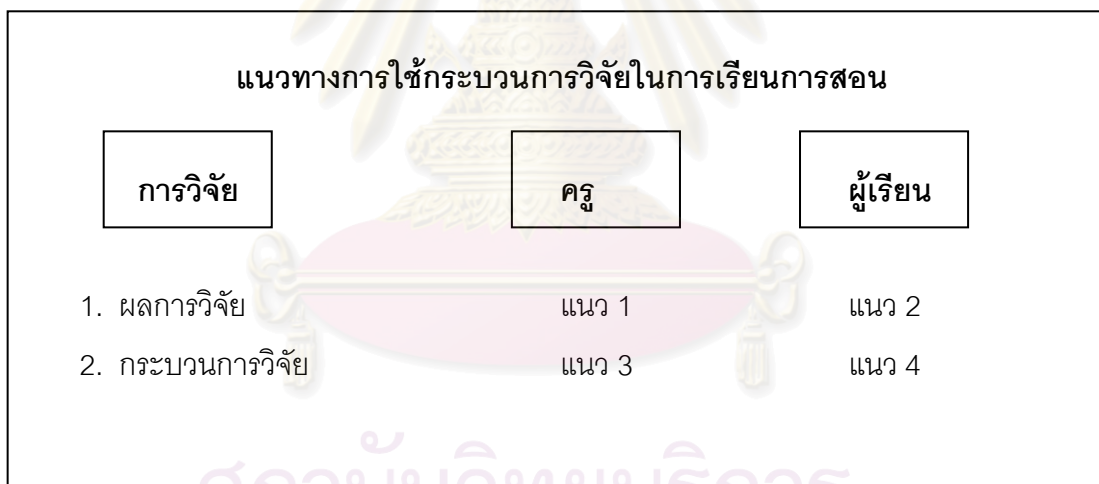 แนวทางการใช้กระบวนการวิจัยในการเรียนการสอน
การวิจัย ครู ผู้เรียน
1. ผลการวิจัย แนว 1 แนว 2
2. กระบวนการวิจัย แนว 3 แนว 4